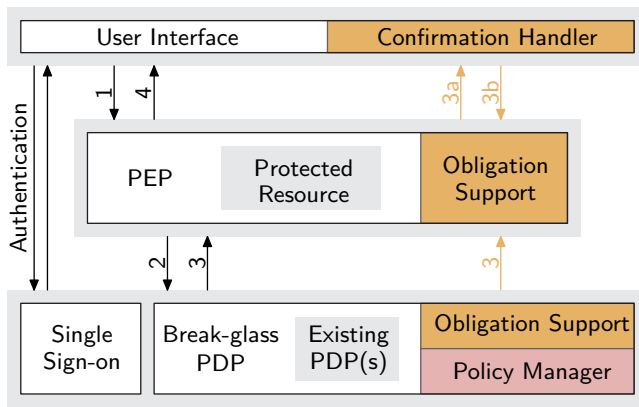 User Interface
Confirmation Handler
Authentication
1
4
3a
3b
PEP
Protected
Resource
Obligation
Support
2
3
3
Single
Sign-on
Break-glass
PDP
Existing
PDP(s)
Obligation Support
Policy Manager